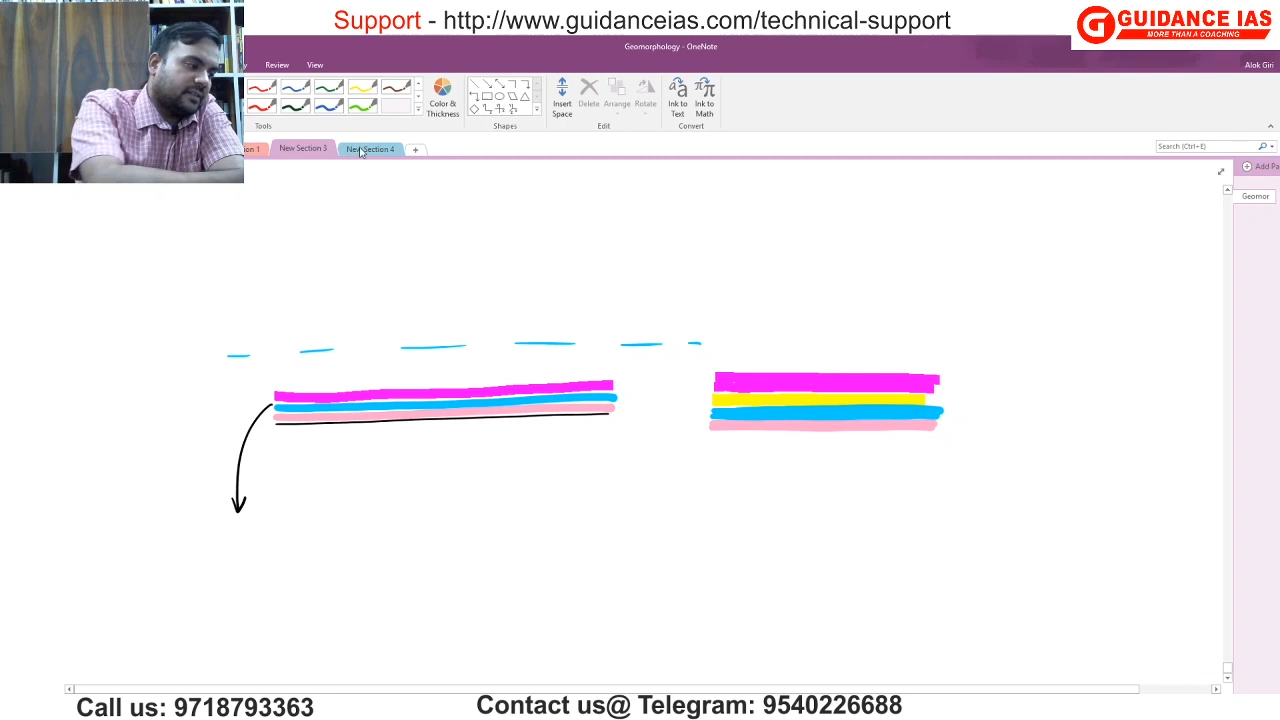 Support - http://www.guidanceias.com/technical-support
GUIDANCE IAS
MORE THAN A COACHING
Geomorphology - OneNote
Review View
Alok Giri
Color & Thickness
Insert Space
Delete
Arrange
Rotate
Ink to Text
Ink to Math
Tools
Shapes
Edit
Convert
New Section 3
New Section 4
Search (Ctrl+E)
Add Pa
Geomor
Call us: 9718793363
Contact us@ Telegram: 9540226688